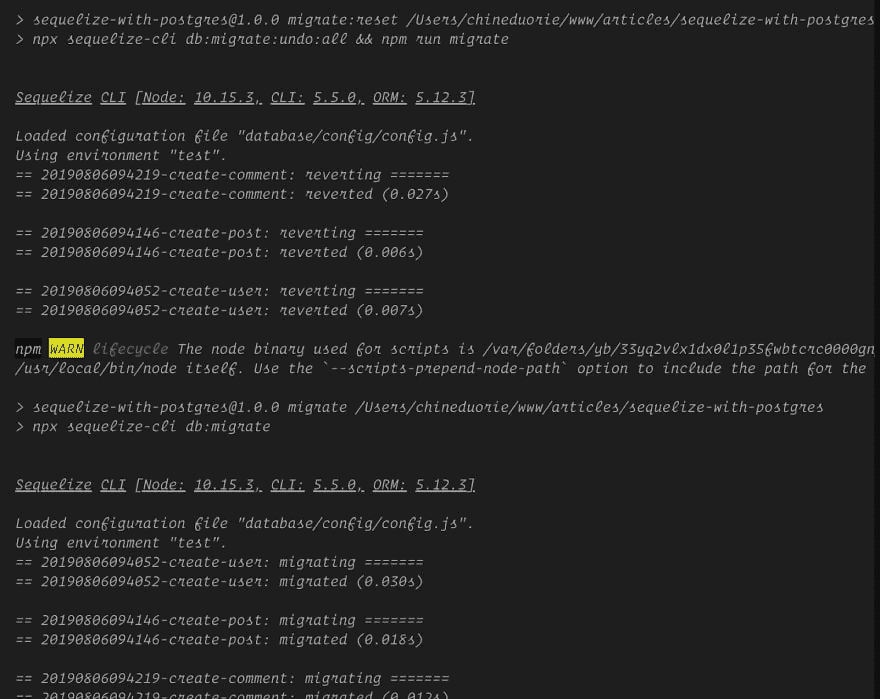 > sequelize-with-postgres@1.0.0 migrate:reset /Users/chineduorie/www/articles/sequelize-with-postgres
> npx sequelize-cli db:migrate:undo:all && npm run migrate
Sequelize CLI [Node: 10.15.3, CLI: 5.5.0, ORM: 5.12.3]
Loaded configuration file "database/config/config.js".
Using environment "test".
== 20190806094219-create-comment: reverting =======
== 20190806094219-create-comment: reverted (0.027s)
== 20190806094146-create-post: reverting =======
== 20190806094146-create-post: reverted (0.006s)
== 20190806094052-create-user: reverting =======
== 20190806094052-create-user: reverted (0.007s)
npm WARN lifecycle The node binary used for scripts is /var/folders/yb/33yq2vlx1dx0l1p35fwbtcrc0000gn
/usr/local/bin/node itself. Use the `--scripts-prepend-node-path` option to include the path for the
> sequelize-with-postgres@1.0.0 migrate /Users/chineduorie/www/articles/sequelize-with-postgres
> npx sequelize-cli db:migrate
Sequelize CLI [Node: 10.15.3, CLI: 5.5.0, ORM: 5.12.3]
Loaded configuration file "database/config/config.js".
Using environment "test".
== 20190806094052-create-user: migrating =======
== 20190806094052-create-user: migrated (0.030s)
== 20190806094146-create-post: migrating =======
== 20190806094146-create-post: migrated (0.018s)
== 20190806094219-create-comment: migrating =======
== 20190806094219-create-comment: migrated (0.012s)